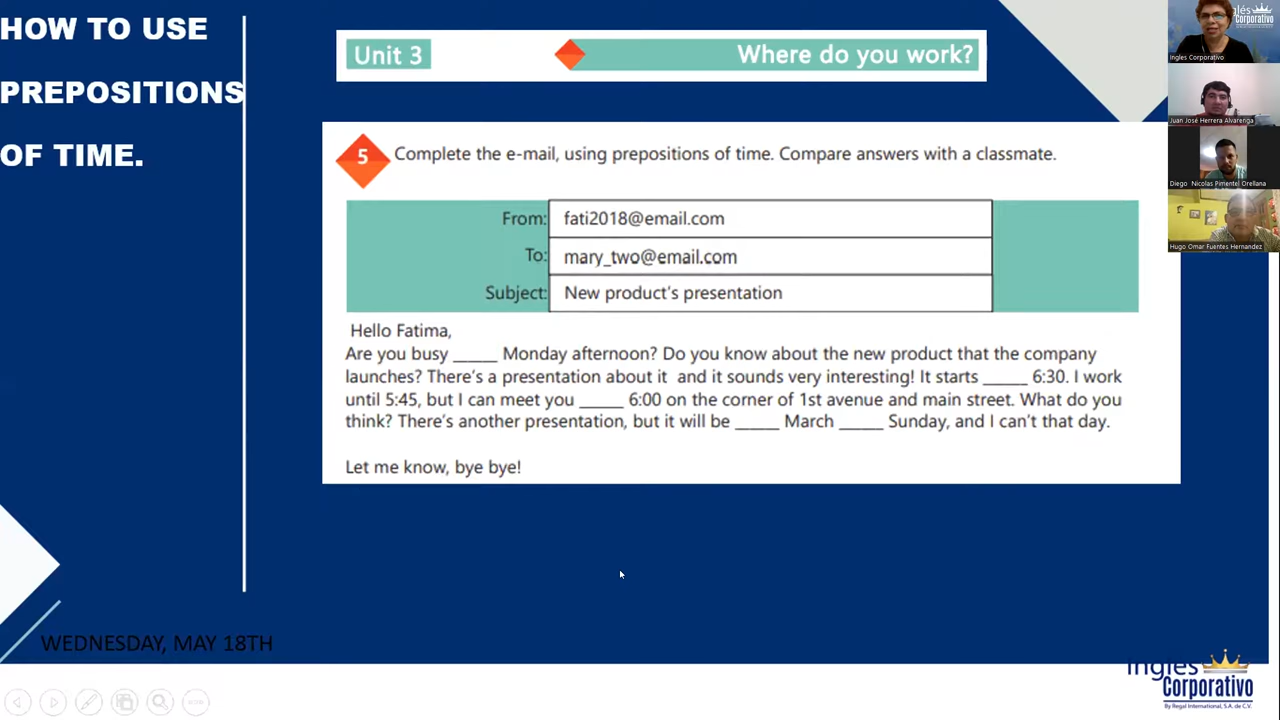 HOW TO USE
PREPOSITIONS
OF TIME.
Unit 3
Where do you work?
5
Complete the e-mail, using prepositions of time. Compare answers with a classmate.
From: fati2018@email.com
To: mary_two@email.com
Subject: New product's presentation
Hello Fatima,
Are you busy _____ Monday afternoon? Do you know about the new product that the company
launches? There's a presentation about it and it sounds very interesting! It starts _____ 6:30. I work
until 5:45, but I can meet you _____ 6:00 on the corner of 1st avenue and main street. What do you
think? There's another presentation, but it will be _____ March _____ Sunday, and I can't that day.
Let me know, bye bye!
WEDNESDAY, MAY 18TH
Inglés
Corporativo
By Regal International, S.A. de C.V.
Inglés
Corporativo
Ingles Corporativo
Juan José Herrera Alvarenga
Diego Nicolas Pimentel Orellana
Hugo Omar Fuentes Hernandez